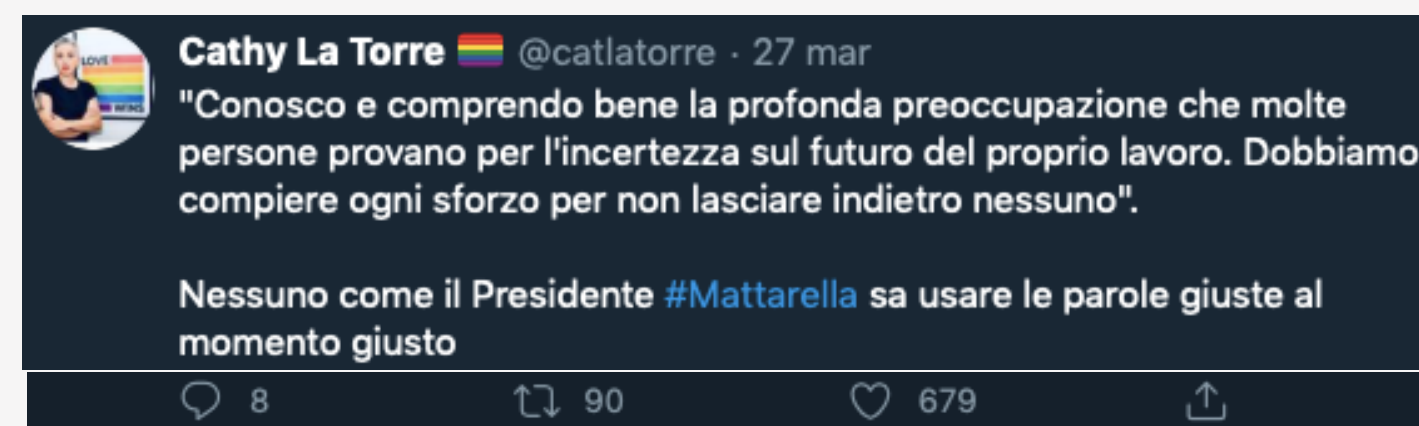 Cathy La Torre 🏳️‍🌈 @catlatorre · 27 mar
"Conosco e comprendo bene la profonda preoccupazione che molte
persone provano per l'incertezza sul futuro del proprio lavoro. Dobbiamo
compiere ogni sforzo per non lasciare indietro nessuno".
Nessuno come il Presidente #Mattarella sa usare le parole giuste al
momento giusto
8 90 679
LOVE
WINS